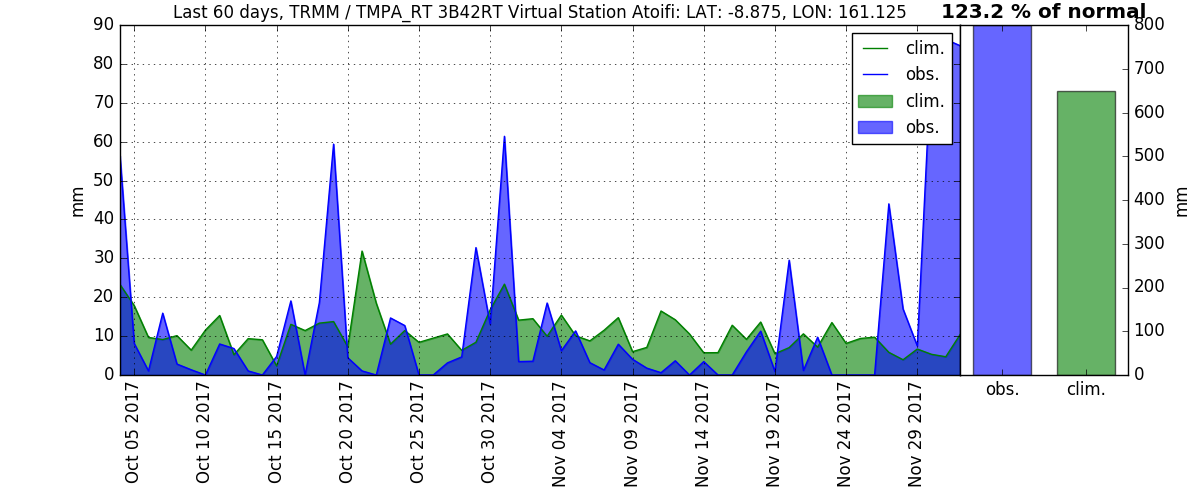 Last 60 days, TRMM / TMPA_RT 3B42RT Virtual Station Atoifi: LAT: -8.875, LON: 161.125
123.2 % of normal
90
80
70
60
50
40
30
20
10
0
mm
clim.
obs.
clim.
obs.
Oct 05 2017
Oct 10 2017
Oct 15 2017
Oct 20 2017
Oct 25 2017
Oct 30 2017
Nov 04 2017
Nov 09 2017
Nov 14 2017
Nov 19 2017
Nov 24 2017
Nov 29 2017
800
700
600
500
400
300
200
100
0
mm
obs.
clim.